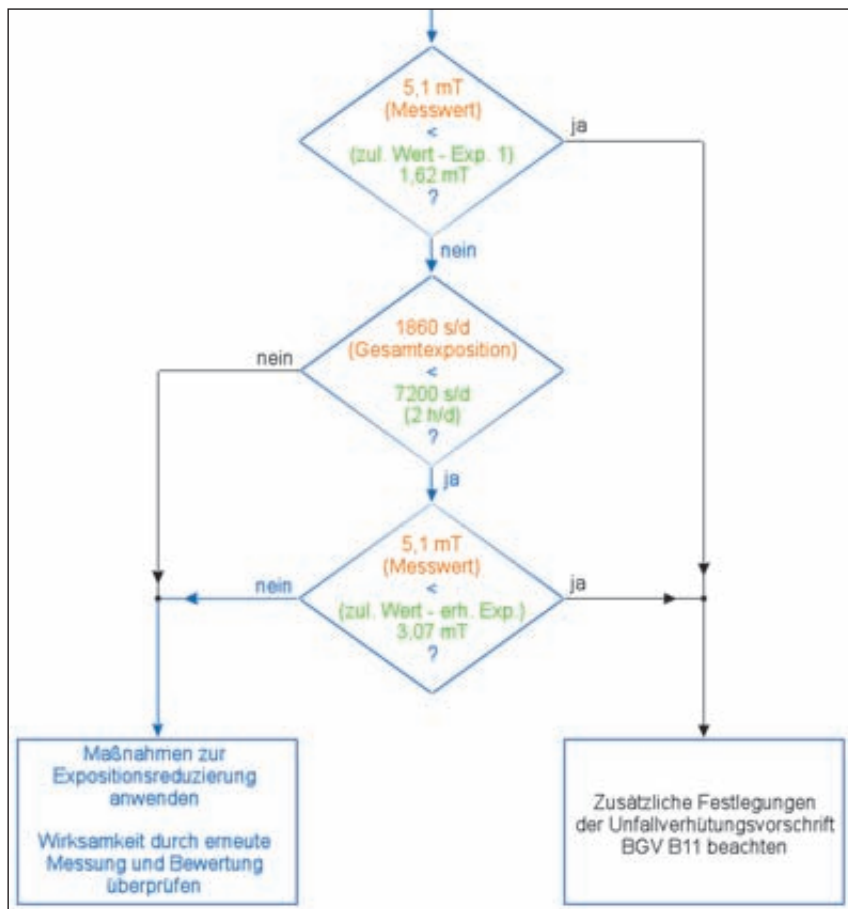 5,1 mT
(Messwert)
<
(zul. Wert - Exp. 1)
1,62 mT
?
ja
nein
1860 s/d
(Gesamtexposition)
<
7200 s/d
(2 h/d)
?
nein
ja
5,1 mT
(Messwert)
<
(zul. Wert - erh. Exp.)
3,07 mT
?
nein
ja
Maßnahmen zur
Expositionsreduzierung
anwenden
Wirksamkeit durch erneute
Messung und Bewertung
überprüfen
Zusätzliche Festlegungen
der Unfallverhütungsvorschrift
BGV B11 beachten